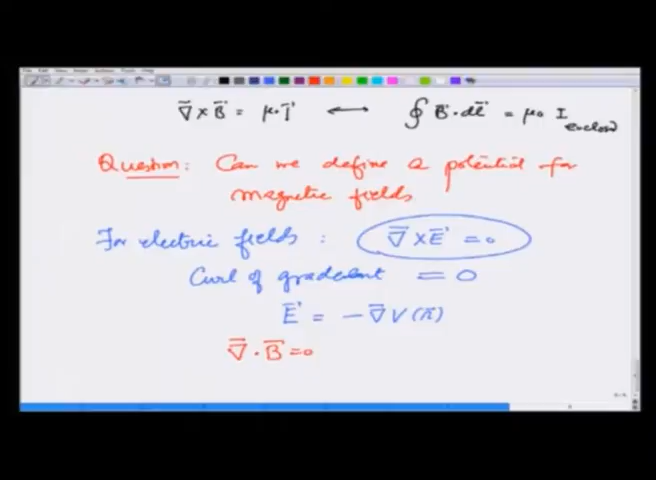 ∇⃗ × B⃗ = μ₀ J⃗ ⟷ ∮ B⃗ · dl⃗ = μ₀ I enclosed
Question: Can we define a potential for
magnetic fields
For electric fields : ∇⃗ × E⃗ = 0
Curl of gradient = 0
E⃗ = − ∇⃗ V(r⃗)
∇⃗ · B⃗ = 0